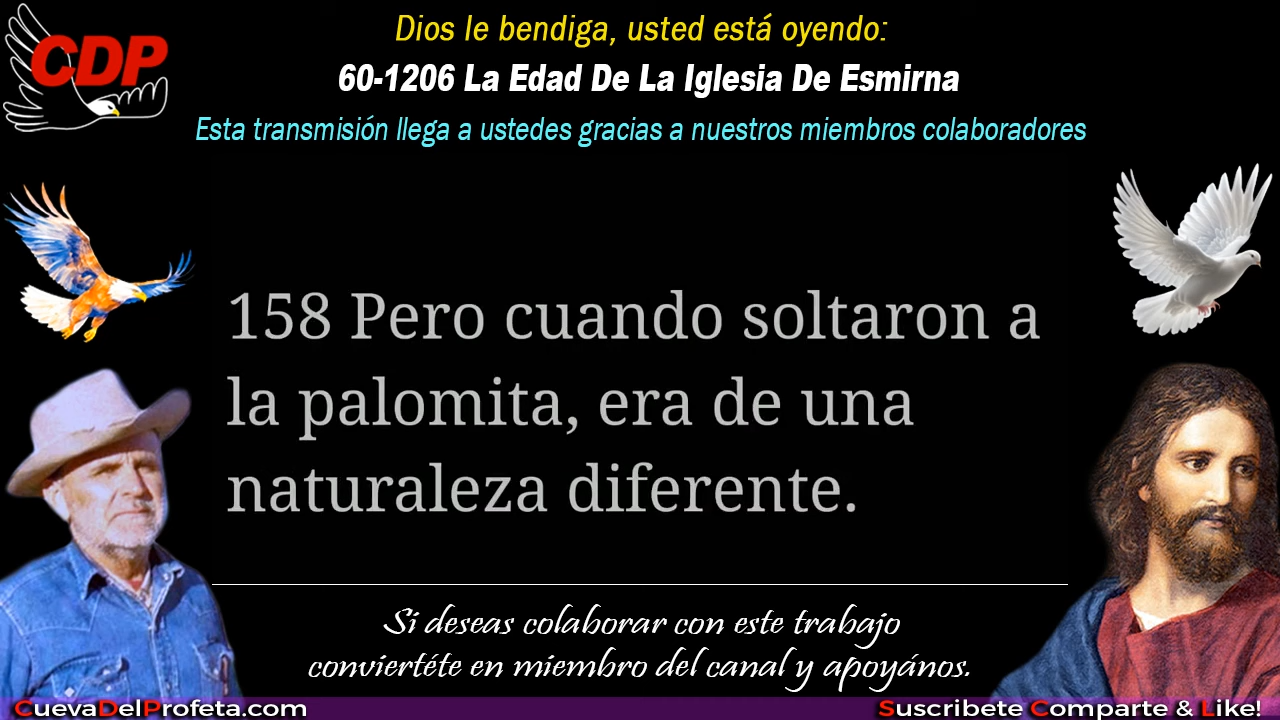 CDP
Dios le bendiga, usted está oyendo:
60-1206 La Edad De La Iglesia De Esmirna
Esta transmisión llega a ustedes gracias a nuestros miembros colaboradores
158 Pero cuando soltaron a
la palomita, era de una
naturaleza diferente.
Si deseas colaborar con este trabajo
conviertéte en miembro del canal y apoyános.
CuevaDelProfeta.com
Suscribete Comparte & Like!